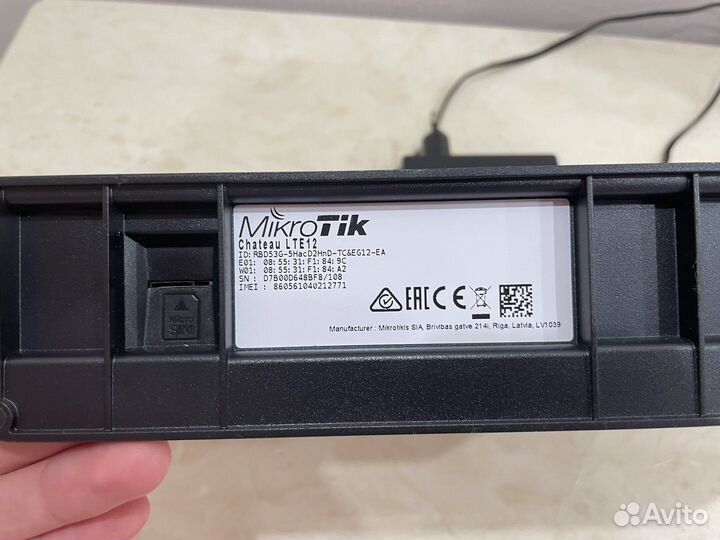 MikroTik
Chateau LTE12
ID: RBD53G-5HacD2HnD-TC&EG12-EA
E01: 08:55:31:F1:84:9C
W01: 08:55:31:F1:84:A2
SN : D7B00D648BF8/108
IMEI : 860561040212771
EAC CE
Manufacturer : Mikrotikls SIA, Brivibas gatve 214i, Riga, Latvia, LV1039
Micro
SIM
Avito